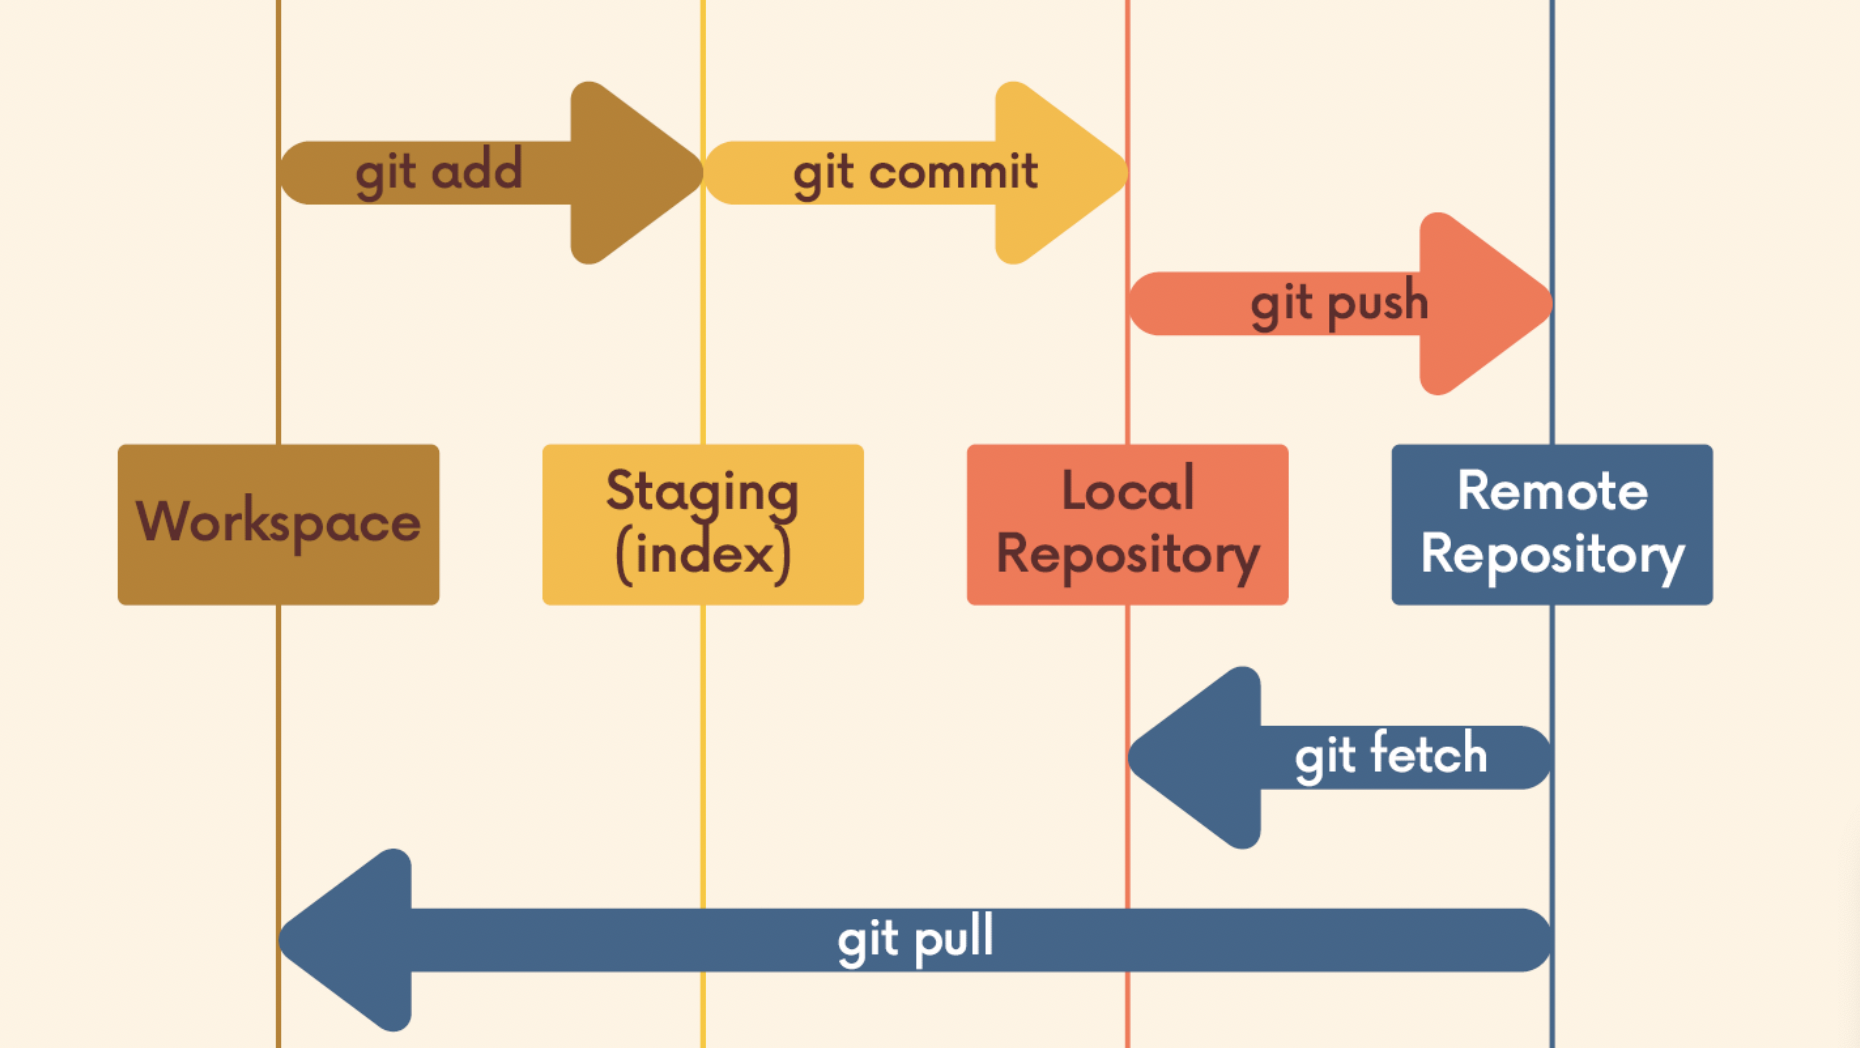 git add
git commit
git push
Workspace
Staging
(index)
Local
Repository
Remote
Repository
git fetch
git pull